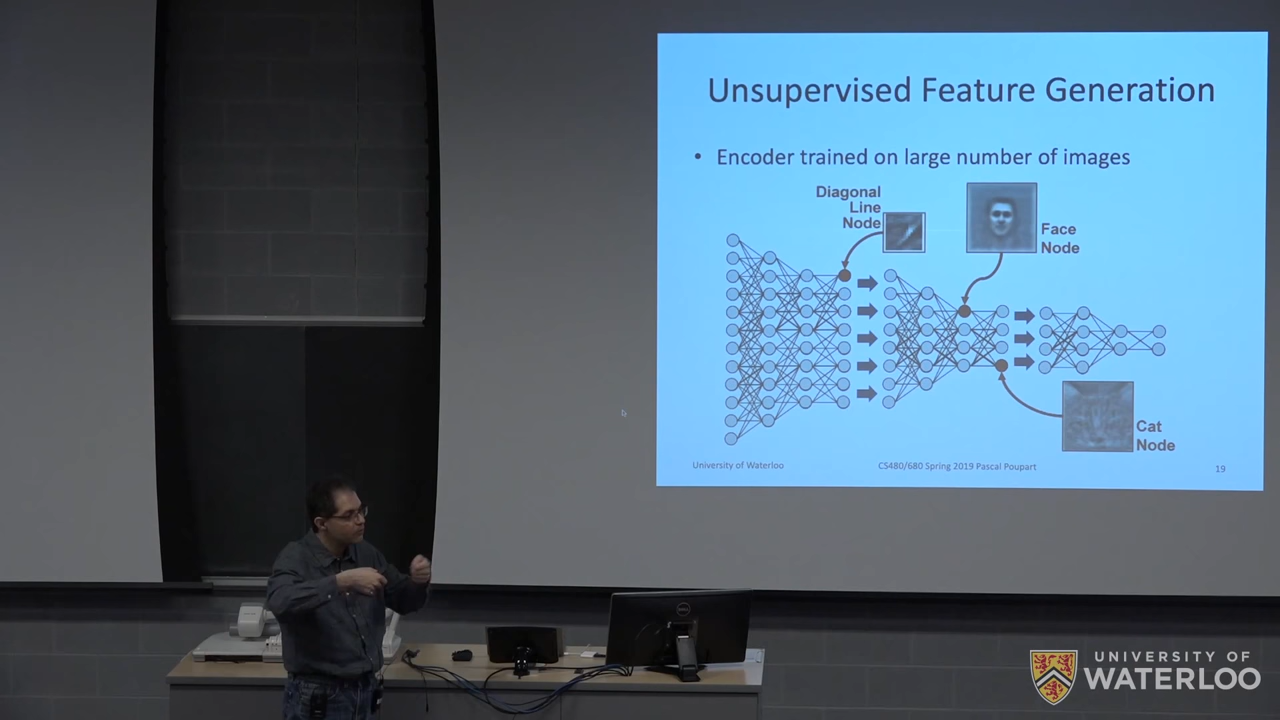 Unsupervised Feature Generation
• Encoder trained on large number of images
Diagonal
Line
Node
Face
Node
Cat
Node
University of Waterloo
CS480/680 Spring 2019 Pascal Poupart
19
UNIVERSITY OF
WATERLOO